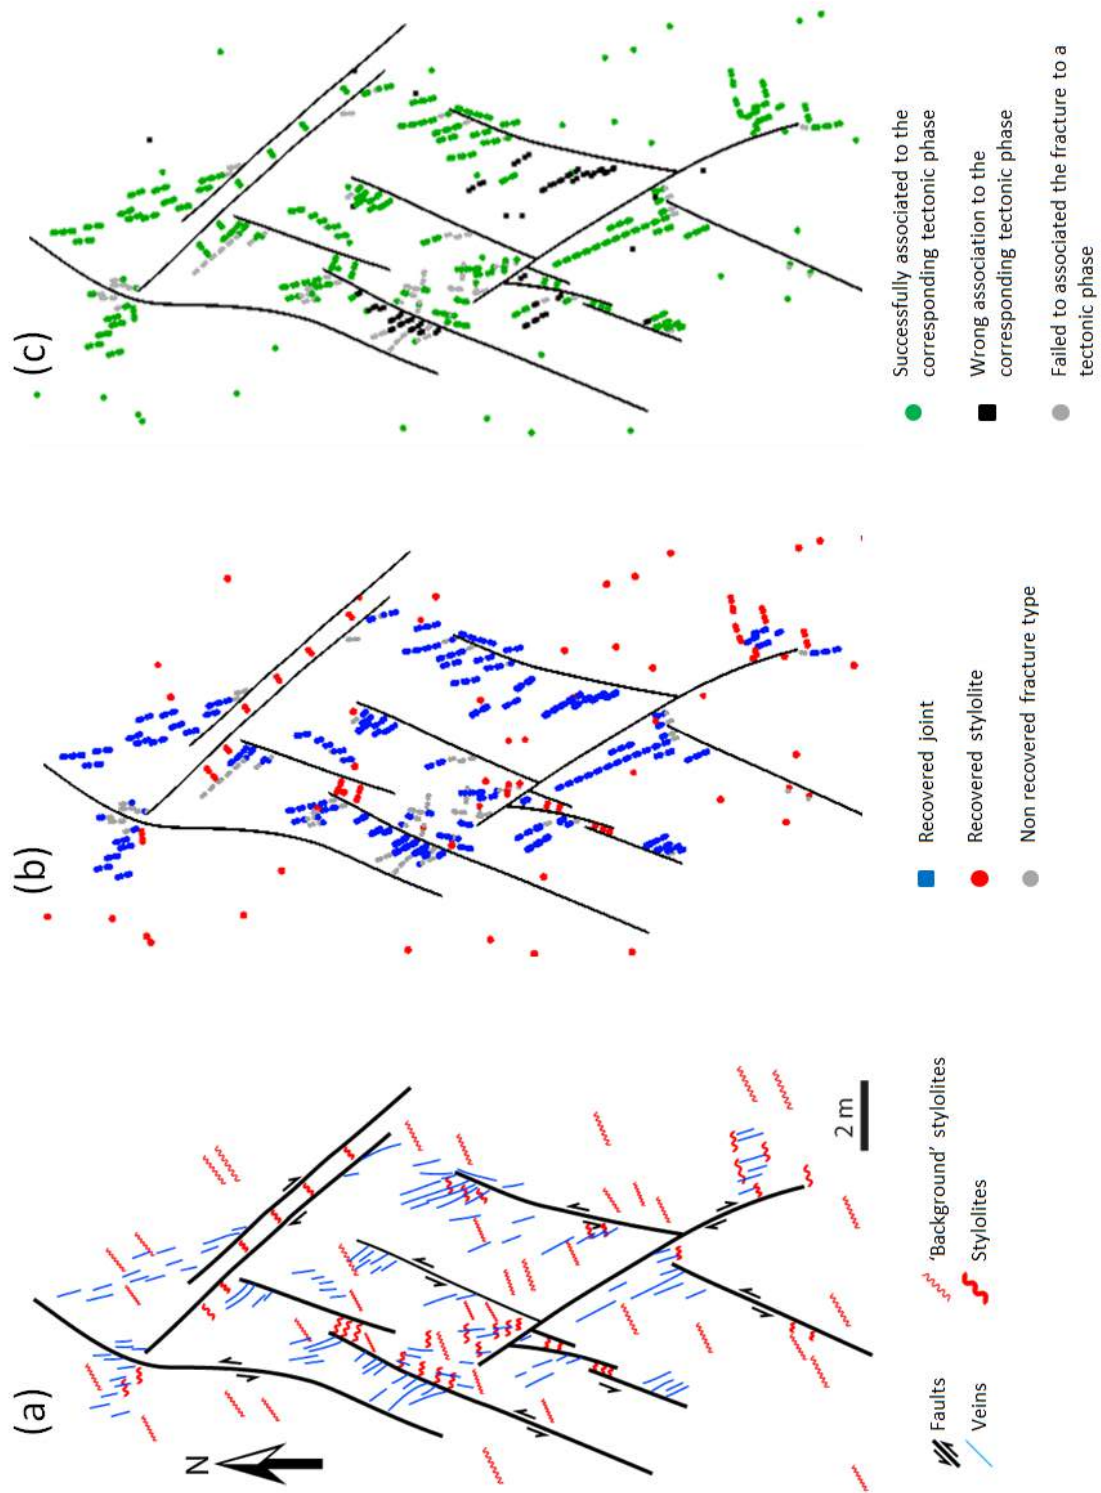 (a)
N
2 m
Faults
Veins
'Background' stylolites
Stylolites
(b)
Recovered joint
Recovered stylolite
Non recovered fracture type
(c)
Successfully associated to the
corresponding tectonic phase
Wrong association to the
corresponding tectonic phase
Failed to associated the fracture to a
tectonic phase